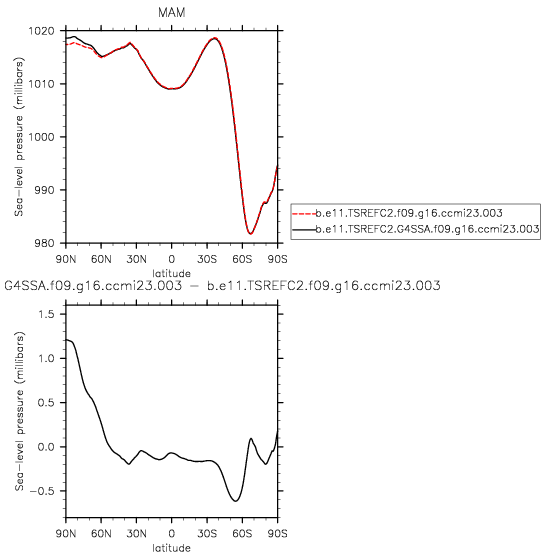 MAM
1020
1010
1000
990
980
Sea-level pressure (millibars)
90N 60N 30N 0 30S 60S 90S
latitude
b.e11.TSREFC2.f09.g16.ccmi23.003
b.e11.TSREFC2.G4SSA.f09.g16.ccmi23.003
G4SSA.f09.g16.ccmi23.003 - b.e11.TSREFC2.f09.g16.ccmi23.003
1.5
1.0
0.5
0.0
-0.5
Sea-level pressure (millibars)
90N 60N 30N 0 30S 60S 90S
latitude